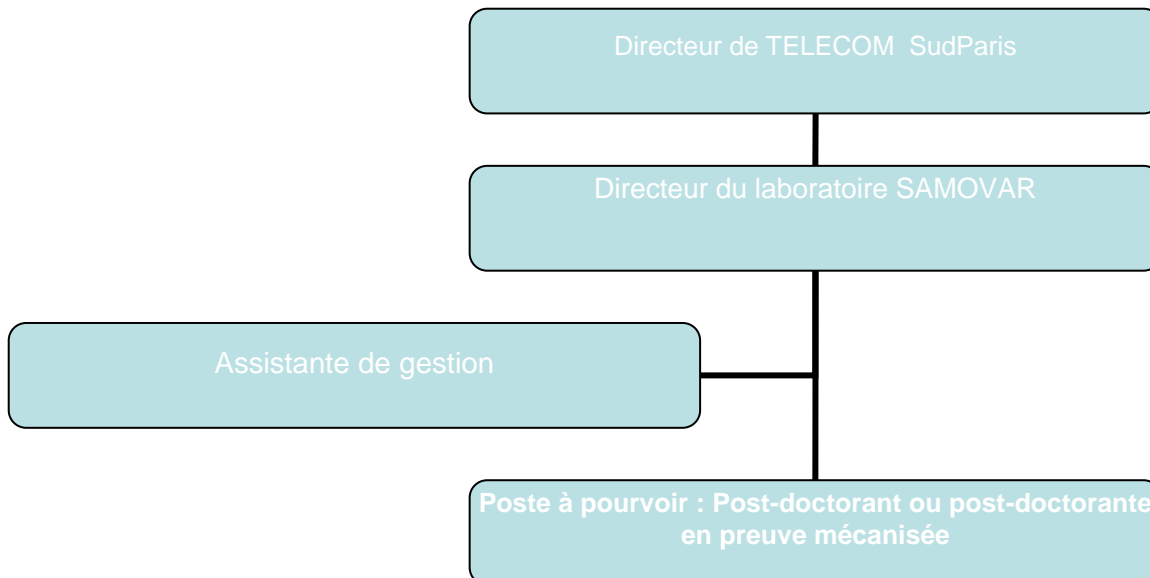 Directeur de TELECOM SudParis
Directeur du laboratoire SAMOVAR
Assistante de gestion
Poste à pourvoir : Post-doctorant ou post-doctorante
en preuve mécanisée